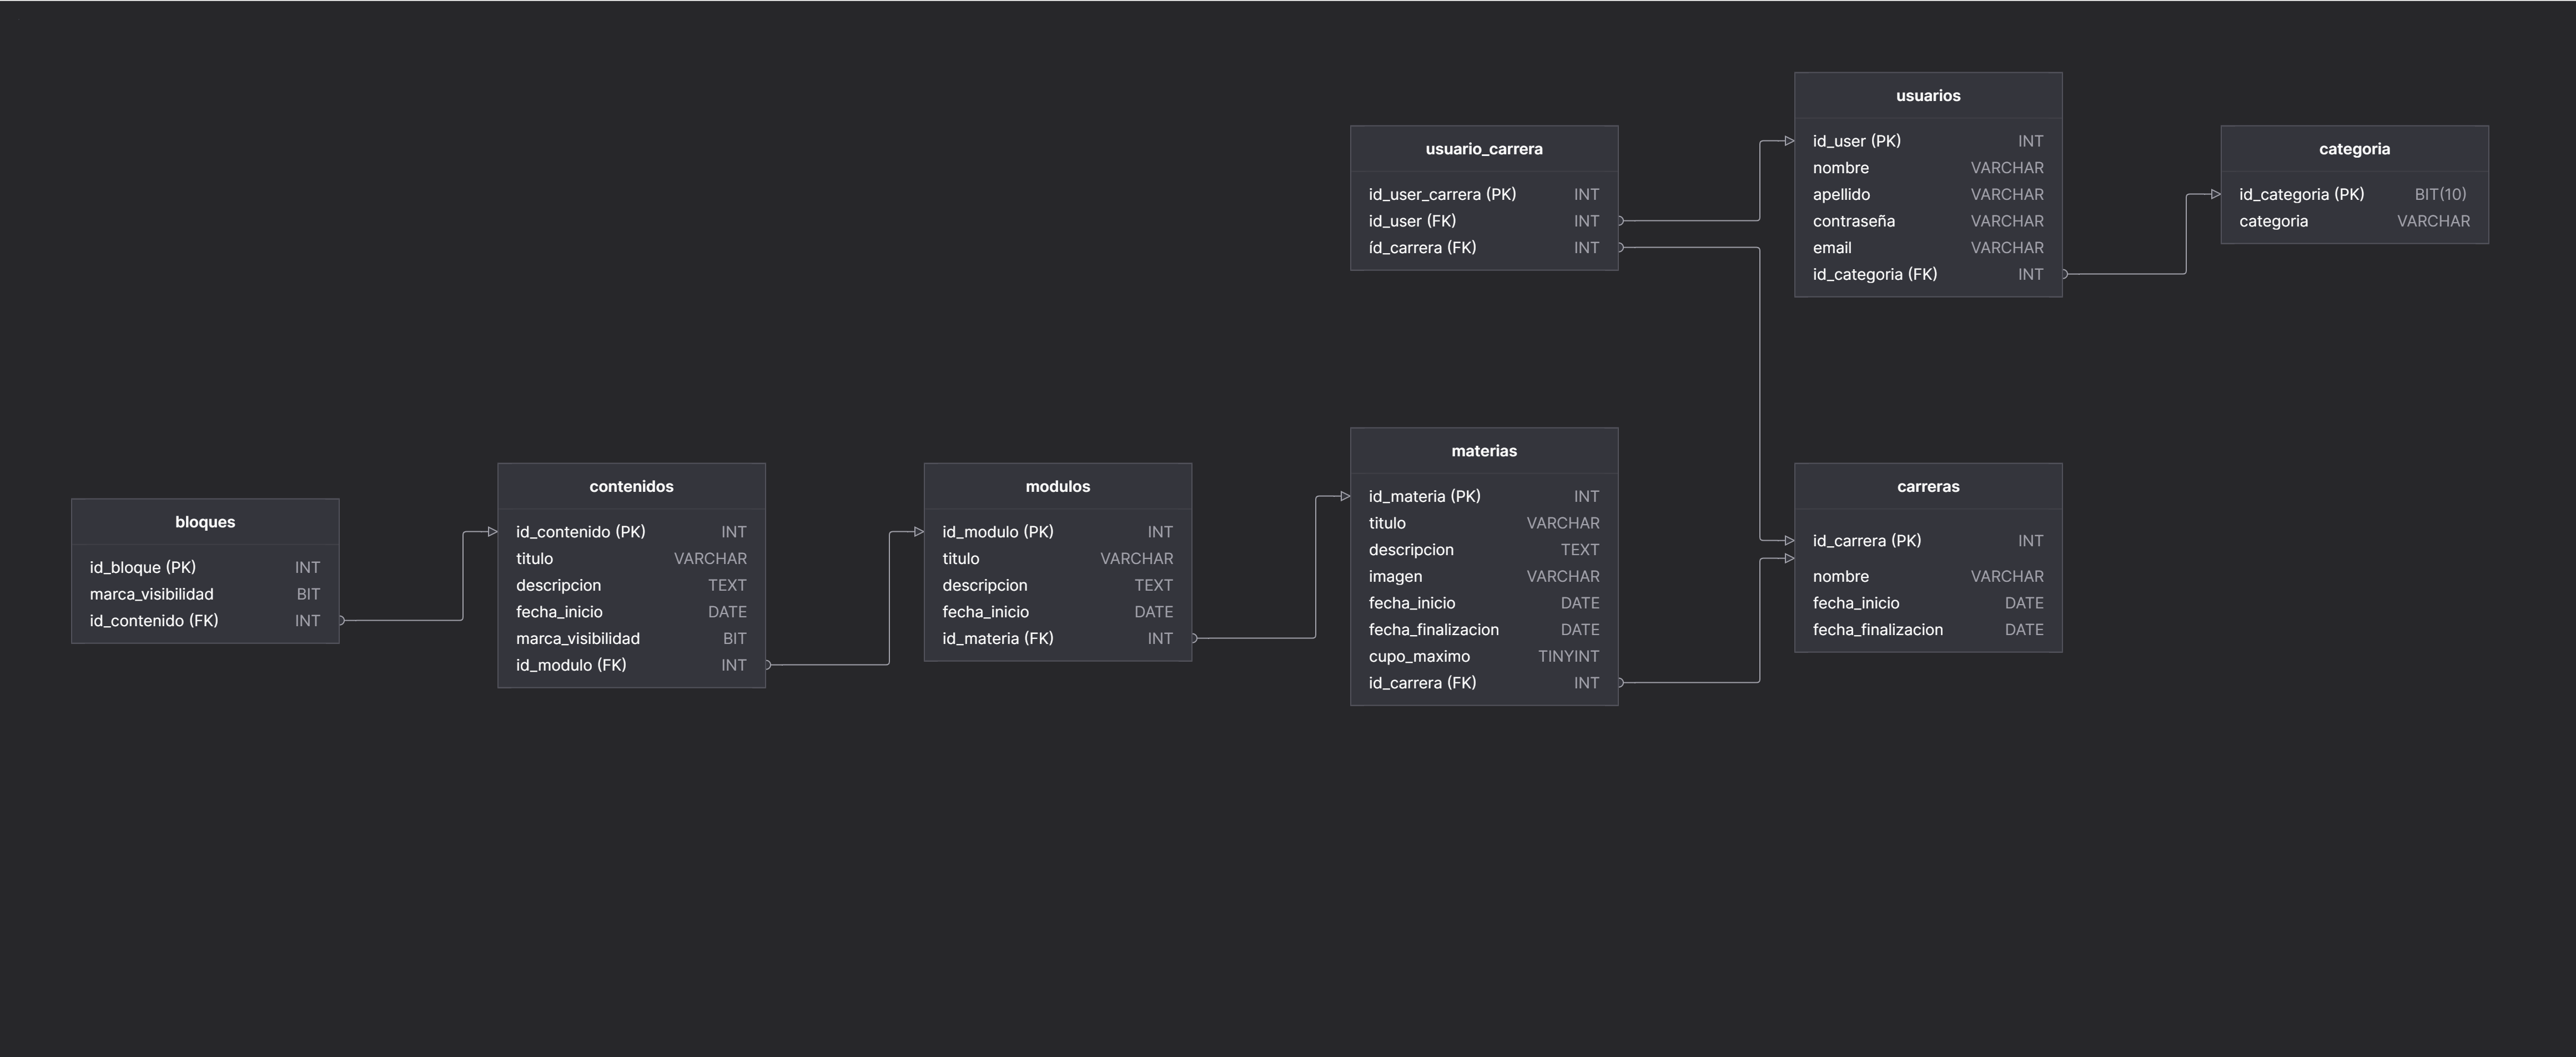 usuarios
id_user (PK) INT
nombre VARCHAR
apellido VARCHAR
contraseña VARCHAR
email VARCHAR
id_categoria (FK) INT
usuario_carrera
id_user_carrera (PK) INT
id_user (FK) INT
íd_carrera (FK) INT
categoria
id_categoria (PK) BIT(10)
categoria VARCHAR
materias
id_materia (PK) INT
titulo VARCHAR
descripcion TEXT
imagen VARCHAR
fecha_inicio DATE
fecha_finalizacion DATE
cupo_maximo TINYINT
id_carrera (FK) INT
contenidos
id_contenido (PK) INT
titulo VARCHAR
descripcion TEXT
fecha_inicio DATE
marca_visibilidad BIT
id_modulo (FK) INT
modulos
id_modulo (PK) INT
titulo VARCHAR
descripcion TEXT
fecha_inicio DATE
id_materia (FK) INT
carreras
id_carrera (PK) INT
nombre VARCHAR
fecha_inicio DATE
fecha_finalizacion DATE
bloques
id_bloque (PK) INT
marca_visibilidad BIT
id_contenido (FK) INT